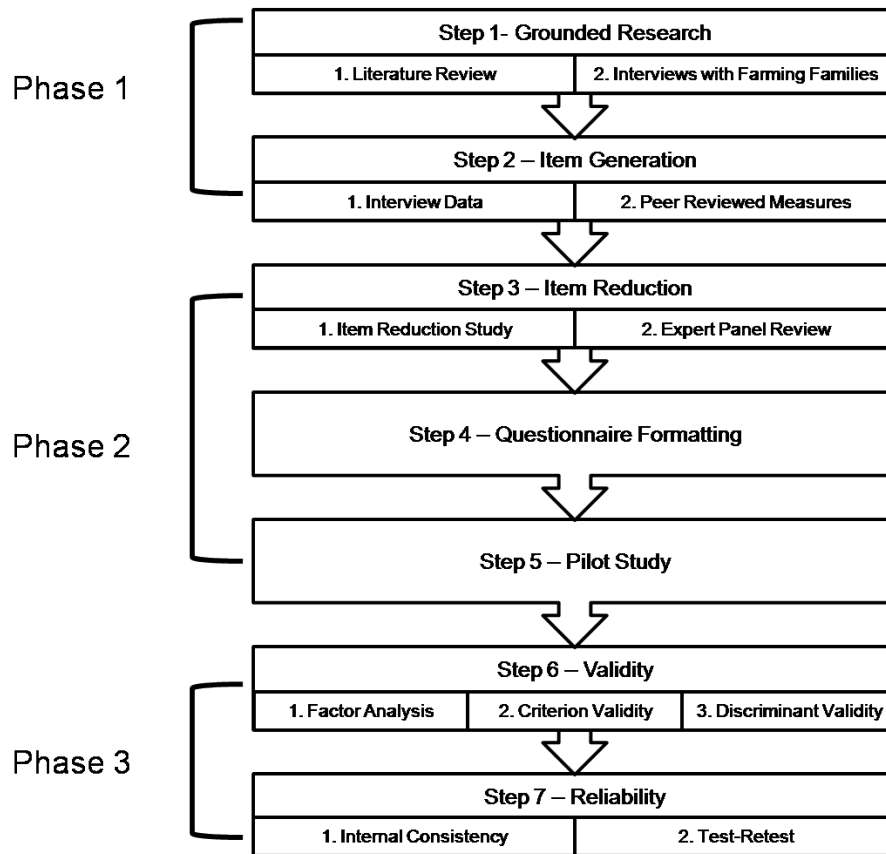 Phase 1
Step 1- Grounded Research
1. Literature Review
2. Interviews with Farming Families
Step 2 – Item Generation
1. Interview Data
2. Peer Reviewed Measures
Phase 2
Step 3 – Item Reduction
1. Item Reduction Study
2. Expert Panel Review
Step 4 – Questionnaire Formatting
Step 5 – Pilot Study
Phase 3
Step 6 – Validity
1. Factor Analysis
2. Criterion Validity
3. Discriminant Validity
Step 7 – Reliability
1. Internal Consistency
2. Test-Retest